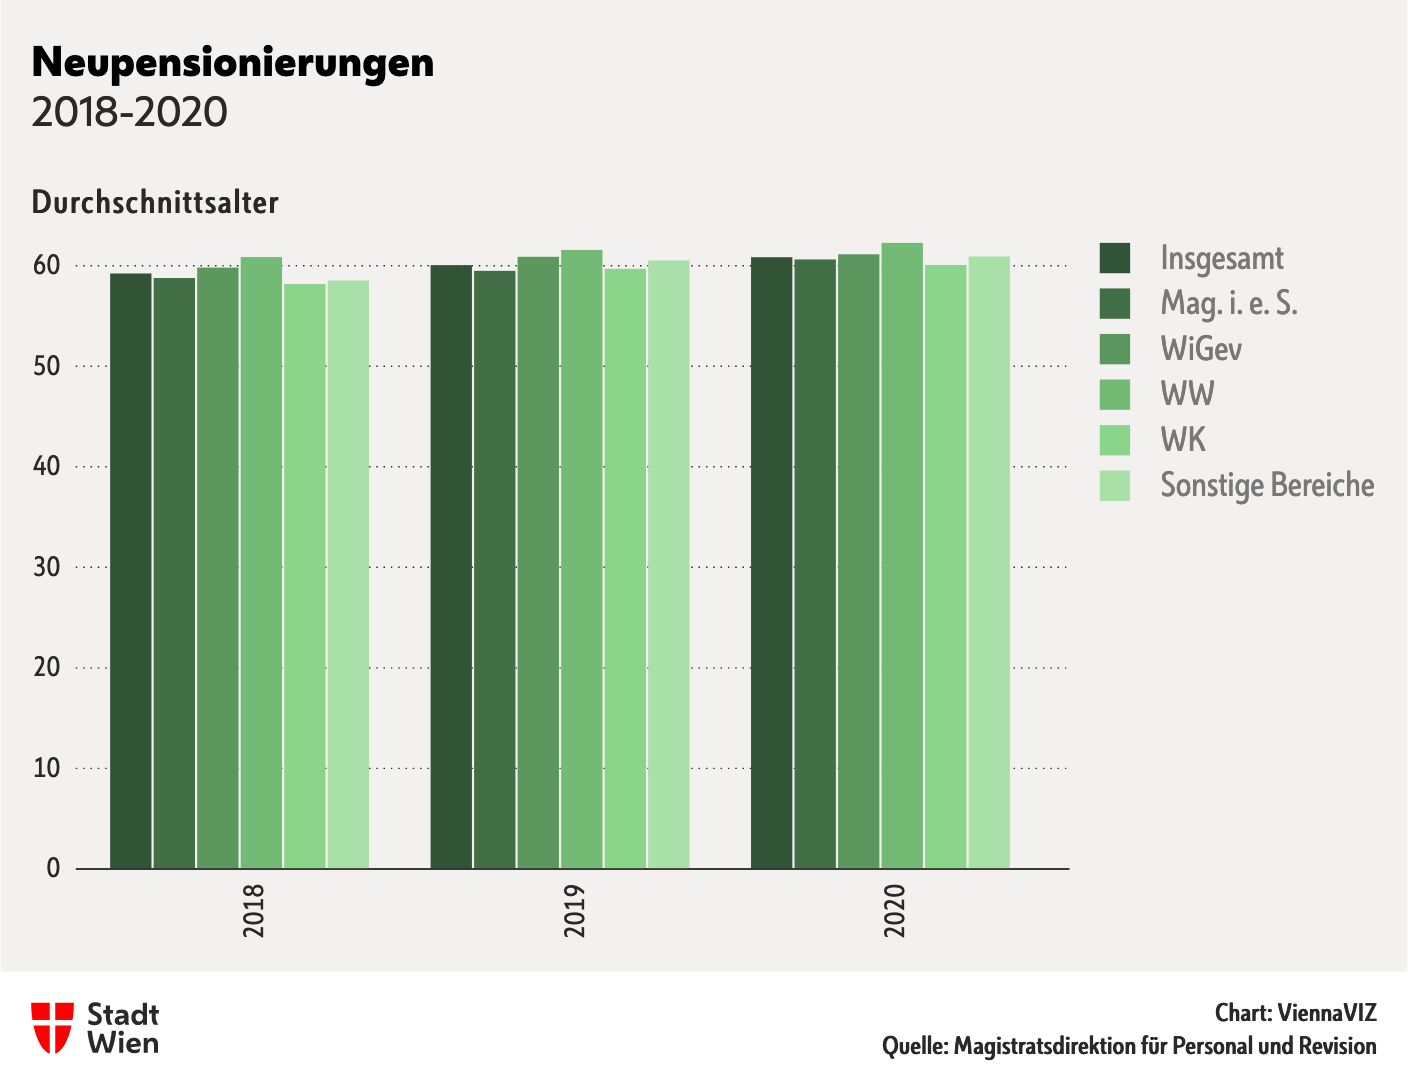 Neupensionierungen
2018-2020
Durchschnittsalter
60
50
40
30
20
10
0
2018
2019
2020
Insgesamt
Mag. i. e. S.
WiGev
WW
WK
Sonstige Bereiche
Stadt
Wien
Chart: ViennaVIZ
Quelle: Magistratsdirektion für Personal und Revision